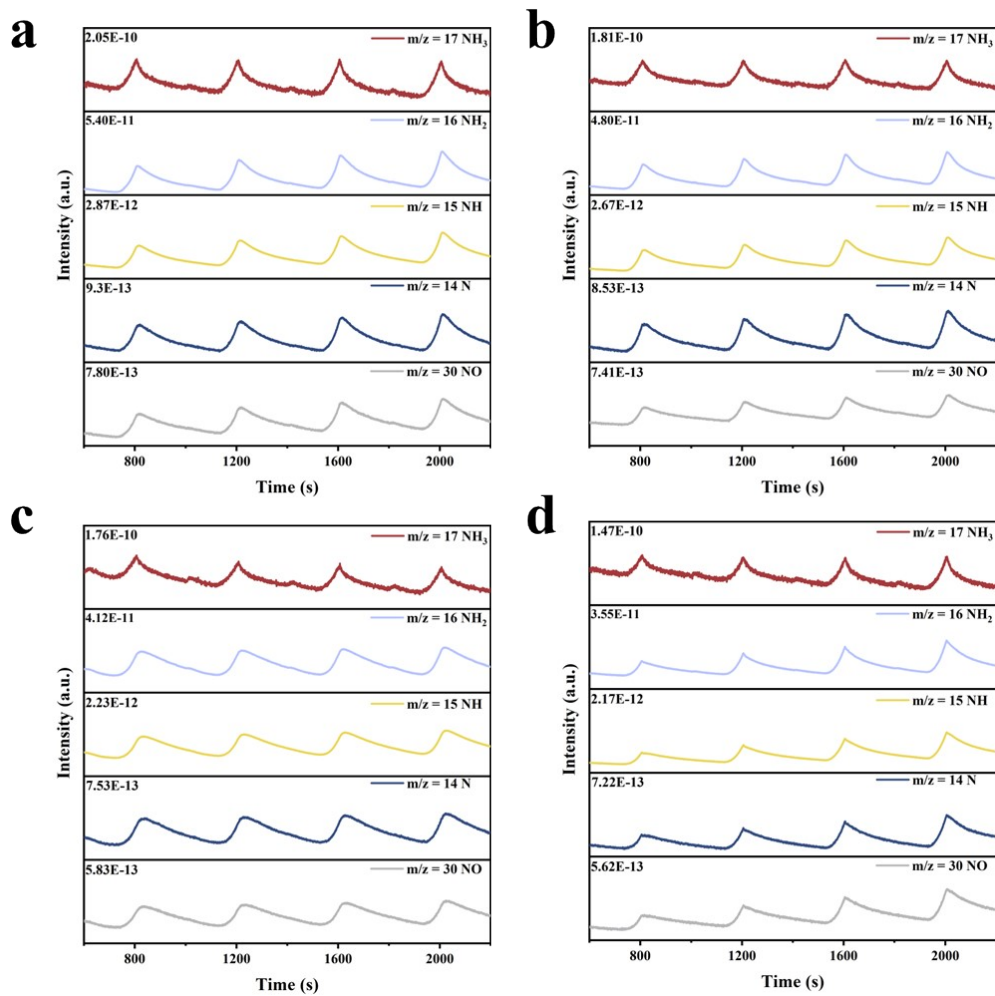 a
2.05E-10
m/z = 17 NH₃
5.40E-11
m/z = 16 NH₂
2.87E-12
m/z = 15 NH
9.3E-13
m/z = 14 N
7.80E-13
m/z = 30 NO
Intensity (a.u.)
800 1200 1600 2000
Time (s)
b
1.81E-10
m/z = 17 NH₃
4.80E-11
m/z = 16 NH₂
2.67E-12
m/z = 15 NH
8.53E-13
m/z = 14 N
7.41E-13
m/z = 30 NO
Intensity (a.u.)
800 1200 1600 2000
Time (s)
c
1.76E-10
m/z = 17 NH₃
4.12E-11
m/z = 16 NH₂
2.23E-12
m/z = 15 NH
7.53E-13
m/z = 14 N
5.83E-13
m/z = 30 NO
Intensity (a.u.)
800 1200 1600 2000
Time (s)
d
1.47E-10
m/z = 17 NH₃
3.55E-11
m/z = 16 NH₂
2.17E-12
m/z = 15 NH
7.22E-13
m/z = 14 N
5.62E-13
m/z = 30 NO
Intensity (a.u.)
800 1200 1600 2000
Time (s)